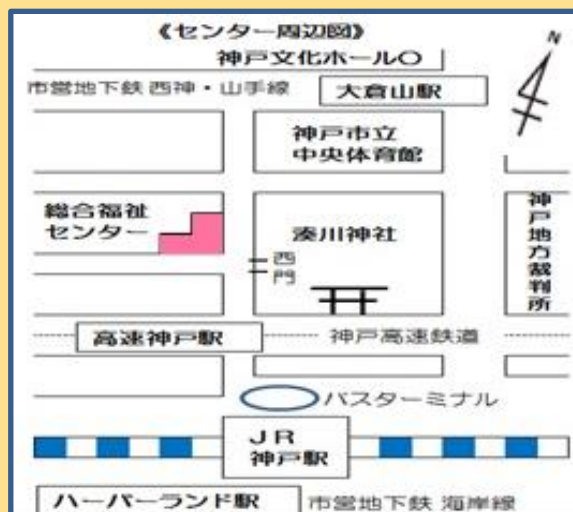 《センター周辺図》
神戸文化ホール○
N
市営地下鉄 西神・山手線
大倉山駅
神戸市立
中央体育館
総合福祉
センター
湊川神社
西門
神戸地方裁判所
高速神戸駅
神戸高速鉄道
バスターミナル
JR
神戸駅
ハーバーランド駅
市営地下鉄 海岸線